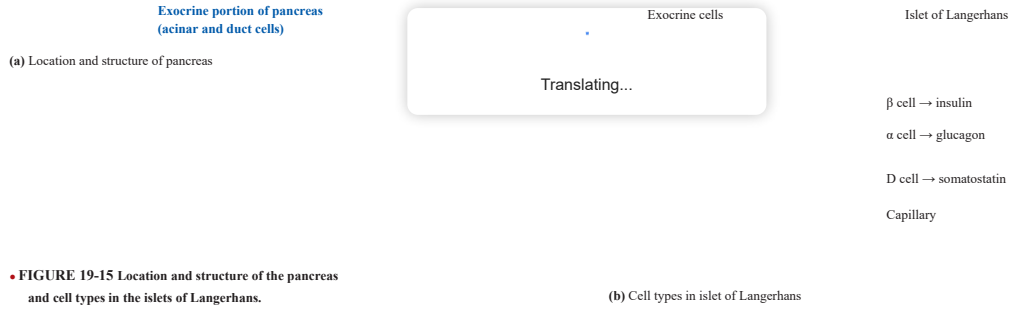 Exocrine portion of pancreas
(acinar and duct cells)
(a) Location and structure of pancreas
Exocrine cells
Islet of Langerhans
Translating...
β cell → insulin
α cell → glucagon
D cell → somatostatin
Capillary
• FIGURE 19-15 Location and structure of the pancreas
and cell types in the islets of Langerhans.
(b) Cell types in islet of Langerhans